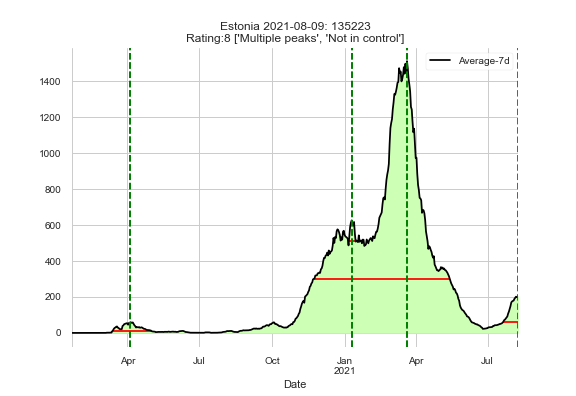 Estonia 2021-08-09: 135223
Rating:8 ['Multiple peaks', 'Not in control']
Average-7d
1400
1200
1000
800
600
400
200
0
Apr
Jul
Oct
Jan
2021
Apr
Jul
Date